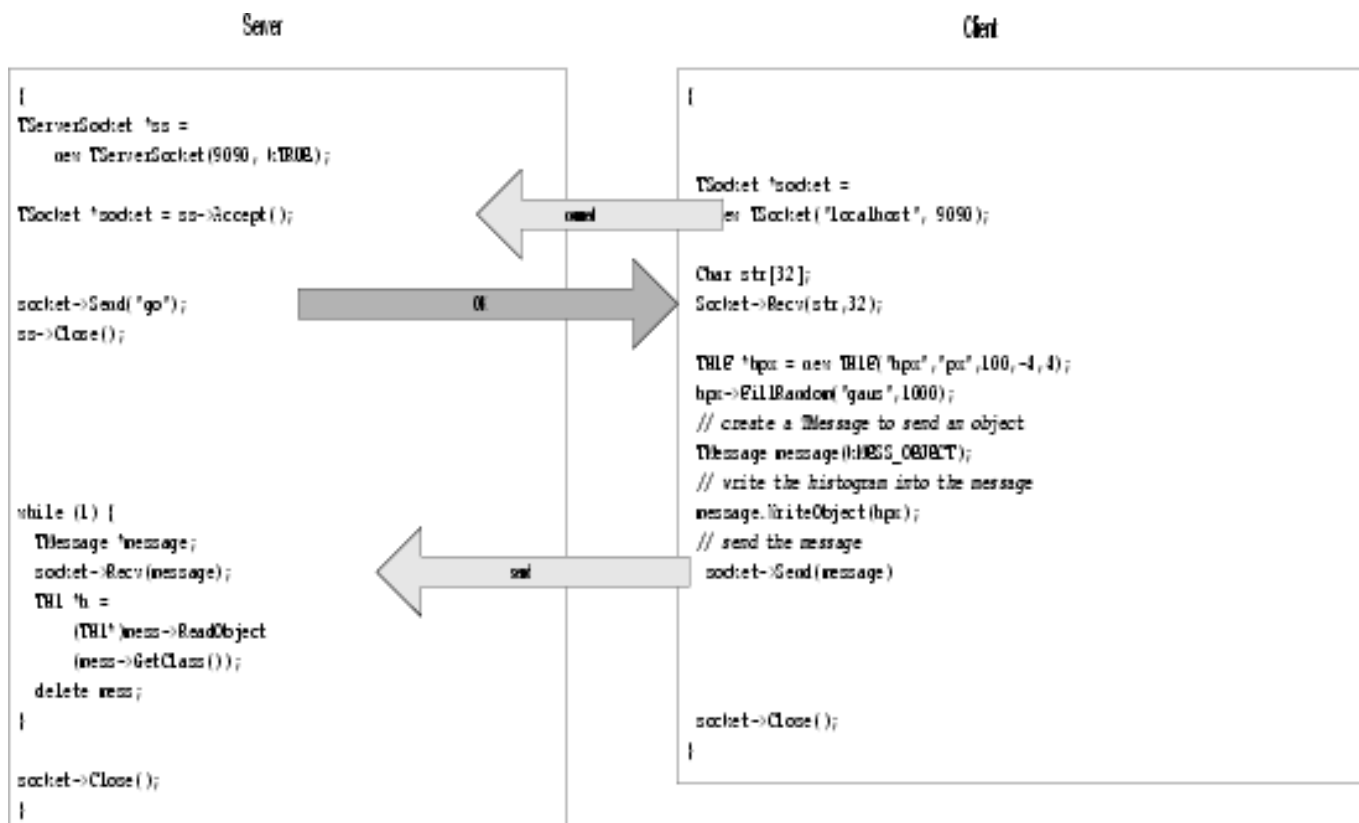 Server
{
TServerSocket *ss =
new TServerSocket(9090, kTRUE);
TSocket *socket = ss->Accept();
socket->Send("go");
ss->Close();
while (1) {
TMessage *message;
socket->Recv(message);
TH1 *h =
(TH1*)mess->ReadObject
(mess->GetClass());
delete mess;
}
socket->Close();
}
connect
OK
send
Client
{
TSocket *socket =
ew TSocket("localhost", 9090);
Char str[32];
Socket->Recv(str,32);
TH1F *hpx = new TH1F("hpx","px",100,-4,4);
hpx->FillRandom("gaus",1000);
// create a TMessage to send an object
TMessage message(kMESS_OBJECT);
// write the histogram into the message
message.WriteObject(hpx);
// send the message
socket->Send(message)
socket->Close();
}